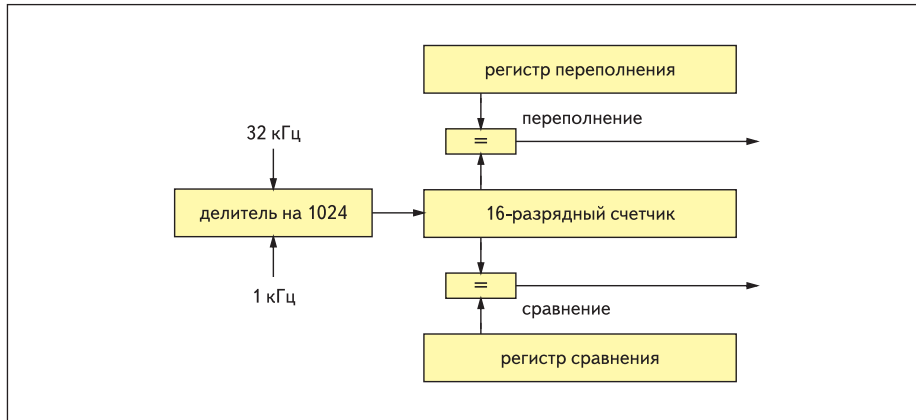 регистр переполнения
переполнение
=
32 кГц
делитель на 1024
16-разрядный счетчик
1 кГц
=
сравнение
регистр сравнения